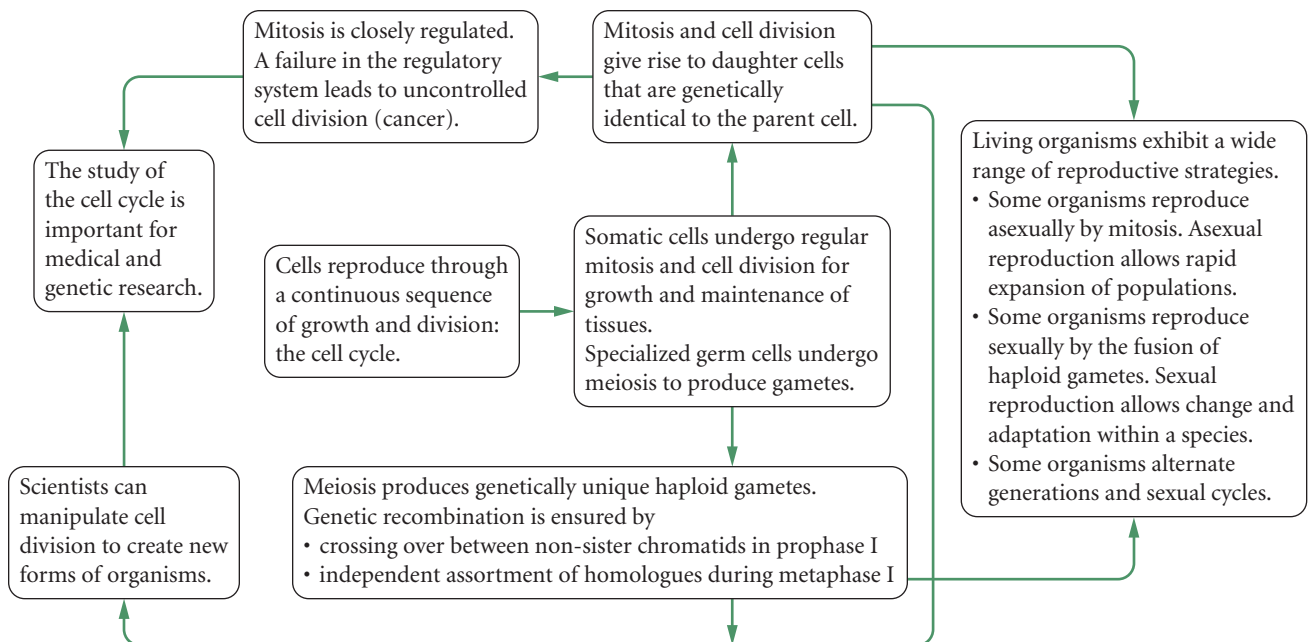 Mitosis is closely regulated.
A failure in the regulatory
system leads to uncontrolled
cell division (cancer).
Mitosis and cell division
give rise to daughter cells
that are genetically
identical to the parent cell.
The study of
the cell cycle is
important for
medical and
genetic research.
Cells reproduce through
a continuous sequence
of growth and division:
the cell cycle.
Somatic cells undergo regular
mitosis and cell division for
growth and maintenance of
tissues.
Specialized germ cells undergo
meiosis to produce gametes.
Living organisms exhibit a wide
range of reproductive strategies.
• Some organisms reproduce
asexually by mitosis. Asexual
reproduction allows rapid
expansion of populations.
• Some organisms reproduce
sexually by the fusion of
haploid gametes. Sexual
reproduction allows change and
adaptation within a species.
• Some organisms alternate
generations and sexual cycles.
Scientists can
manipulate cell
division to create new
forms of organisms.
Meiosis produces genetically unique haploid gametes.
Genetic recombination is ensured by
• crossing over between non-sister chromatids in prophase I
• independent assortment of homologues during metaphase I